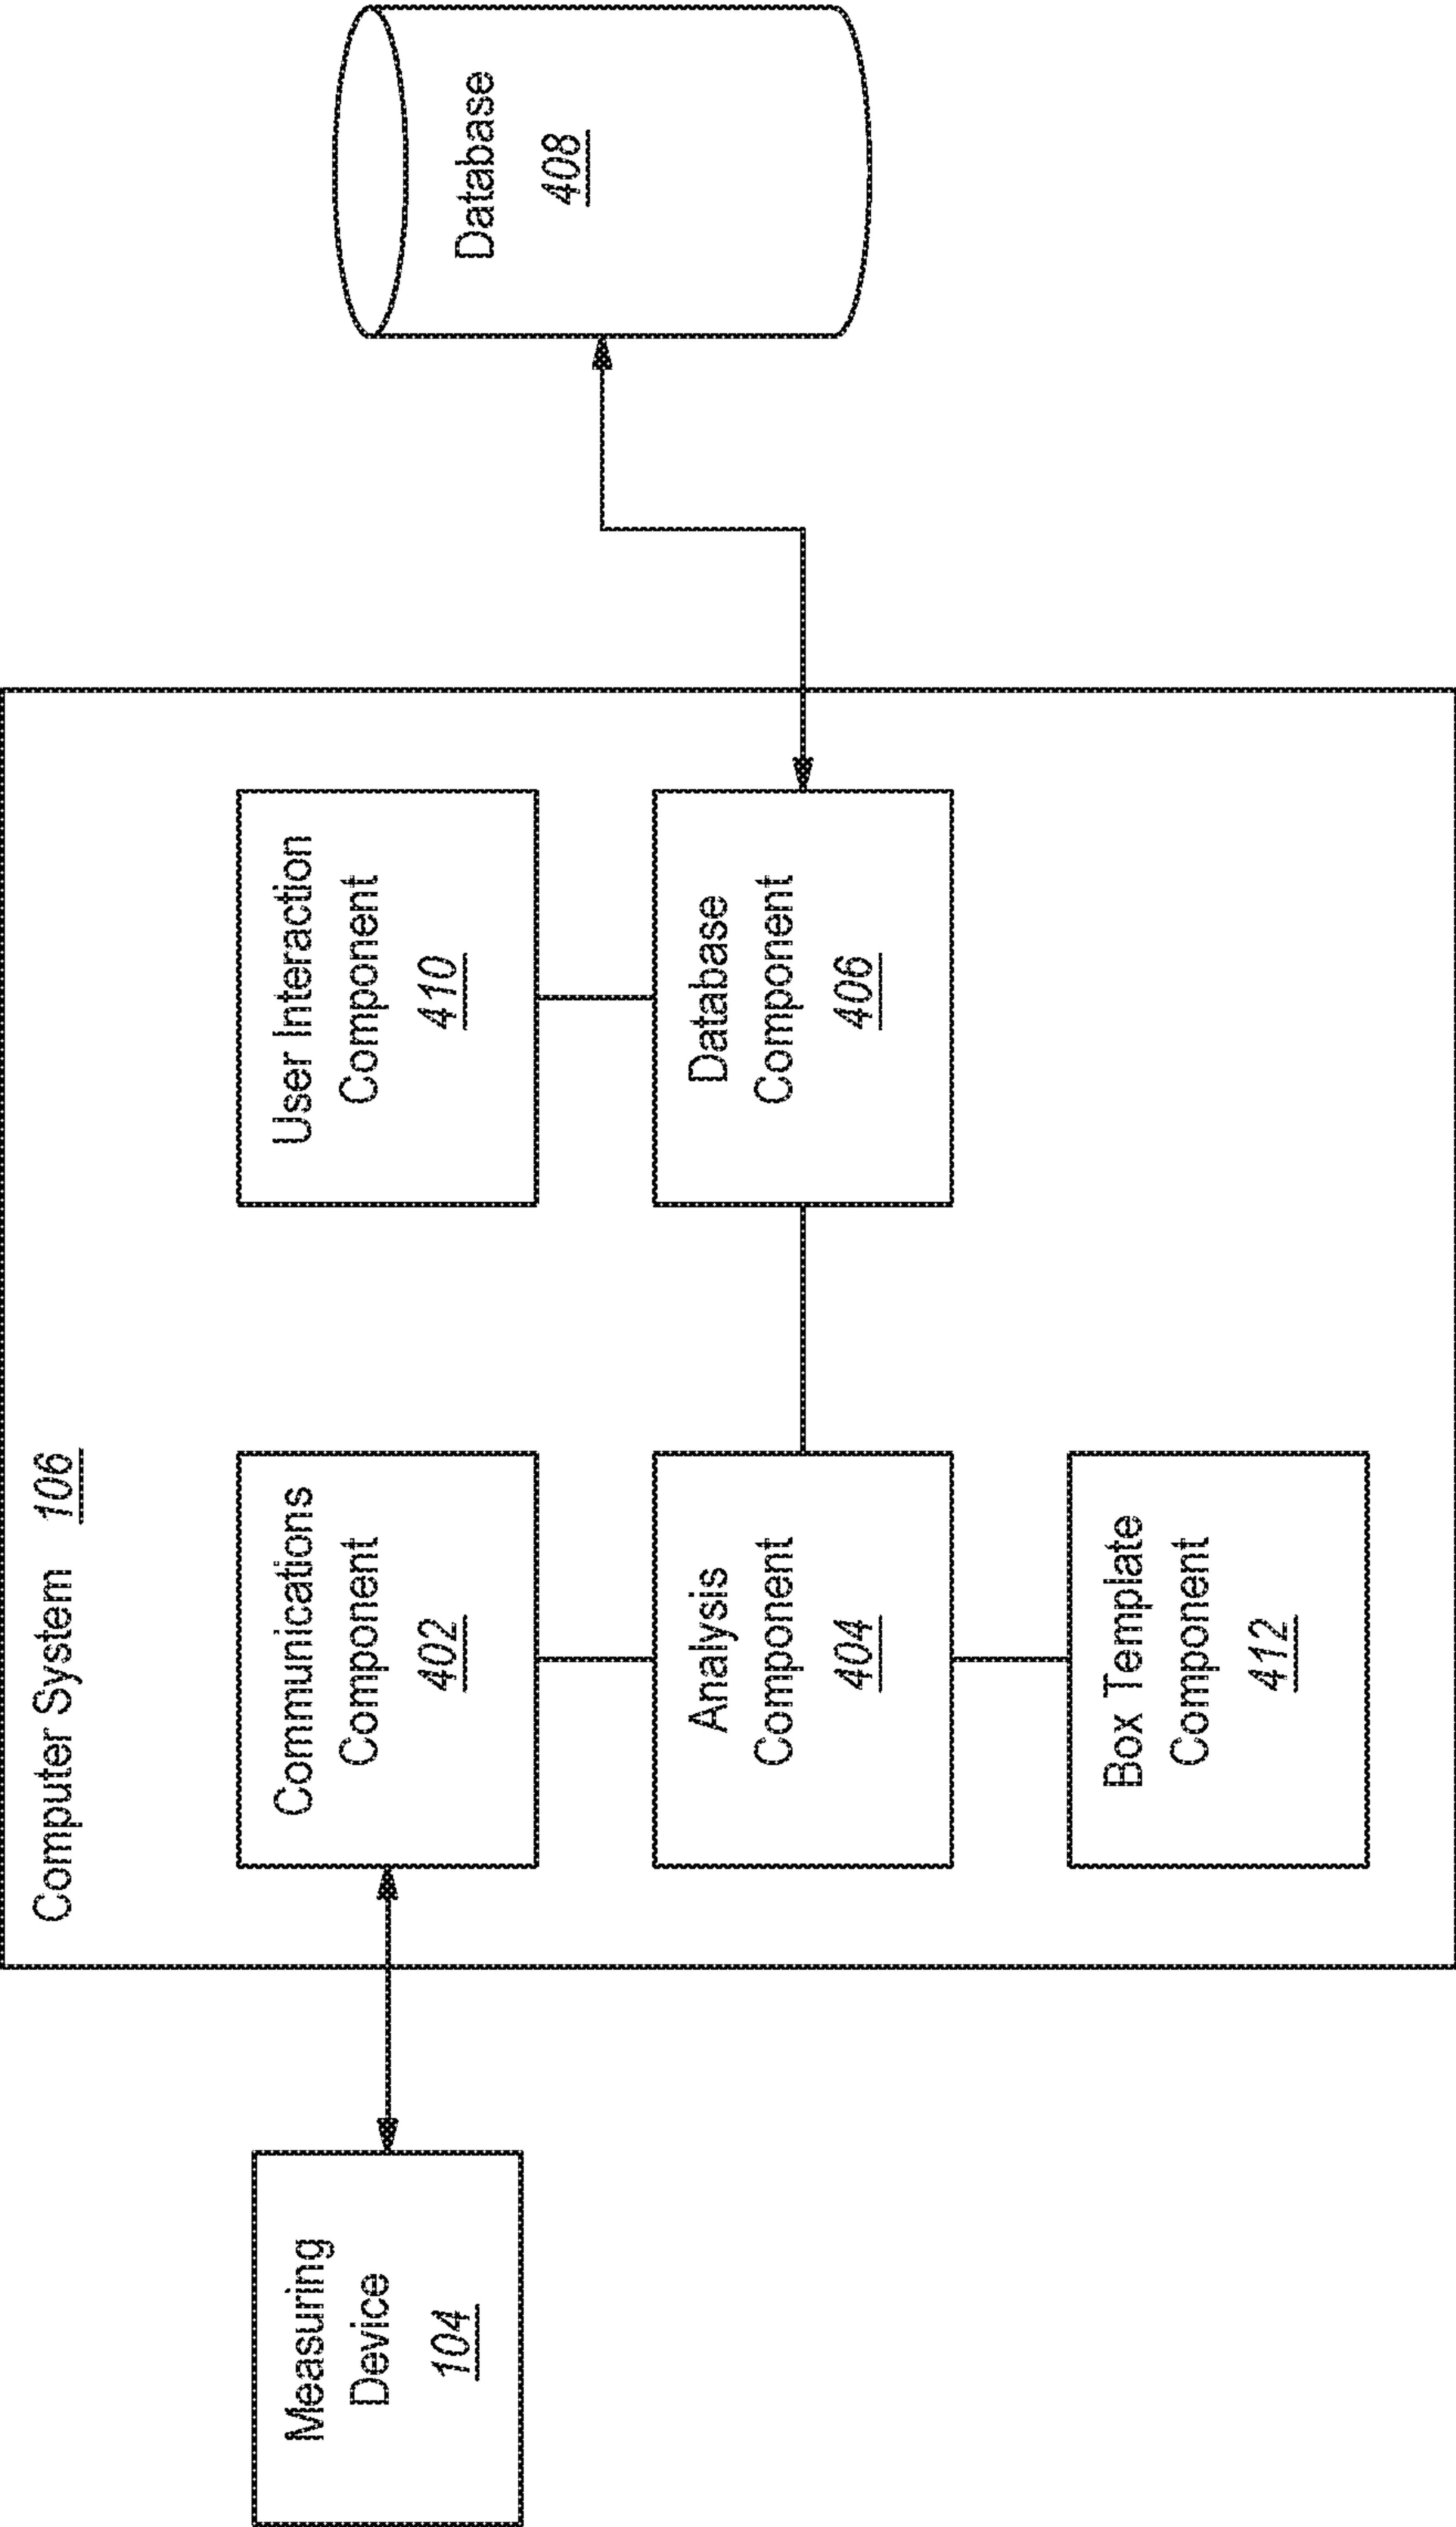 Computer System 106
Measuring
Device
104
Communications
Component
402
User Interaction
Component
410
Database
408
Analysis
Component
404
Database
Component
406
Box Template
Component
412